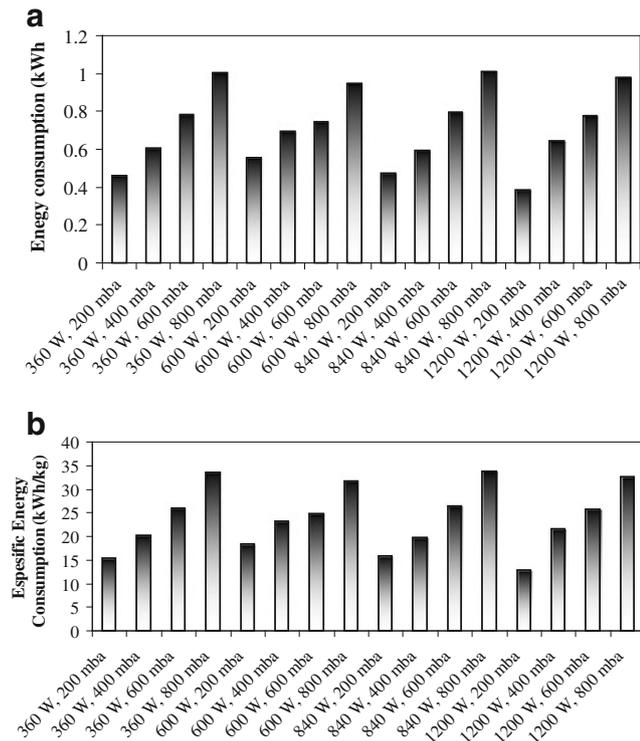 a
Enegy consumption (kWh
1.2
1
0.8
0.6
0.4
0.2
0
360 W, 200 mba
360 W, 400 mba
360 W, 600 mba
360 W, 800 mba
600 W, 200 mba
600 W, 400 mba
600 W, 600 mba
600 W, 800 mba
840 W, 200 mba
840 W, 400 mba
840 W, 600 mba
840 W, 800 mba
1200 W, 200 mba
1200 W, 400 mba
1200 W, 600 mba
1200 W, 800 mba
b
Espesific Energy
Consumption (kWh/kg)
40
35
30
25
20
15
10
5
0
360 W, 200 mba
360 W, 400 mba
360 W, 600 mba
360 W, 800 mba
600 W, 200 mba
600 W, 400 mba
600 W, 600 mba
600 W, 800 mba
840 W, 200 mba
840 W, 400 mba
840 W, 600 mba
840 W, 800 mba
1200 W, 200 mba
1200 W, 400 mba
1200 W, 600 mba
1200 W, 800 mba